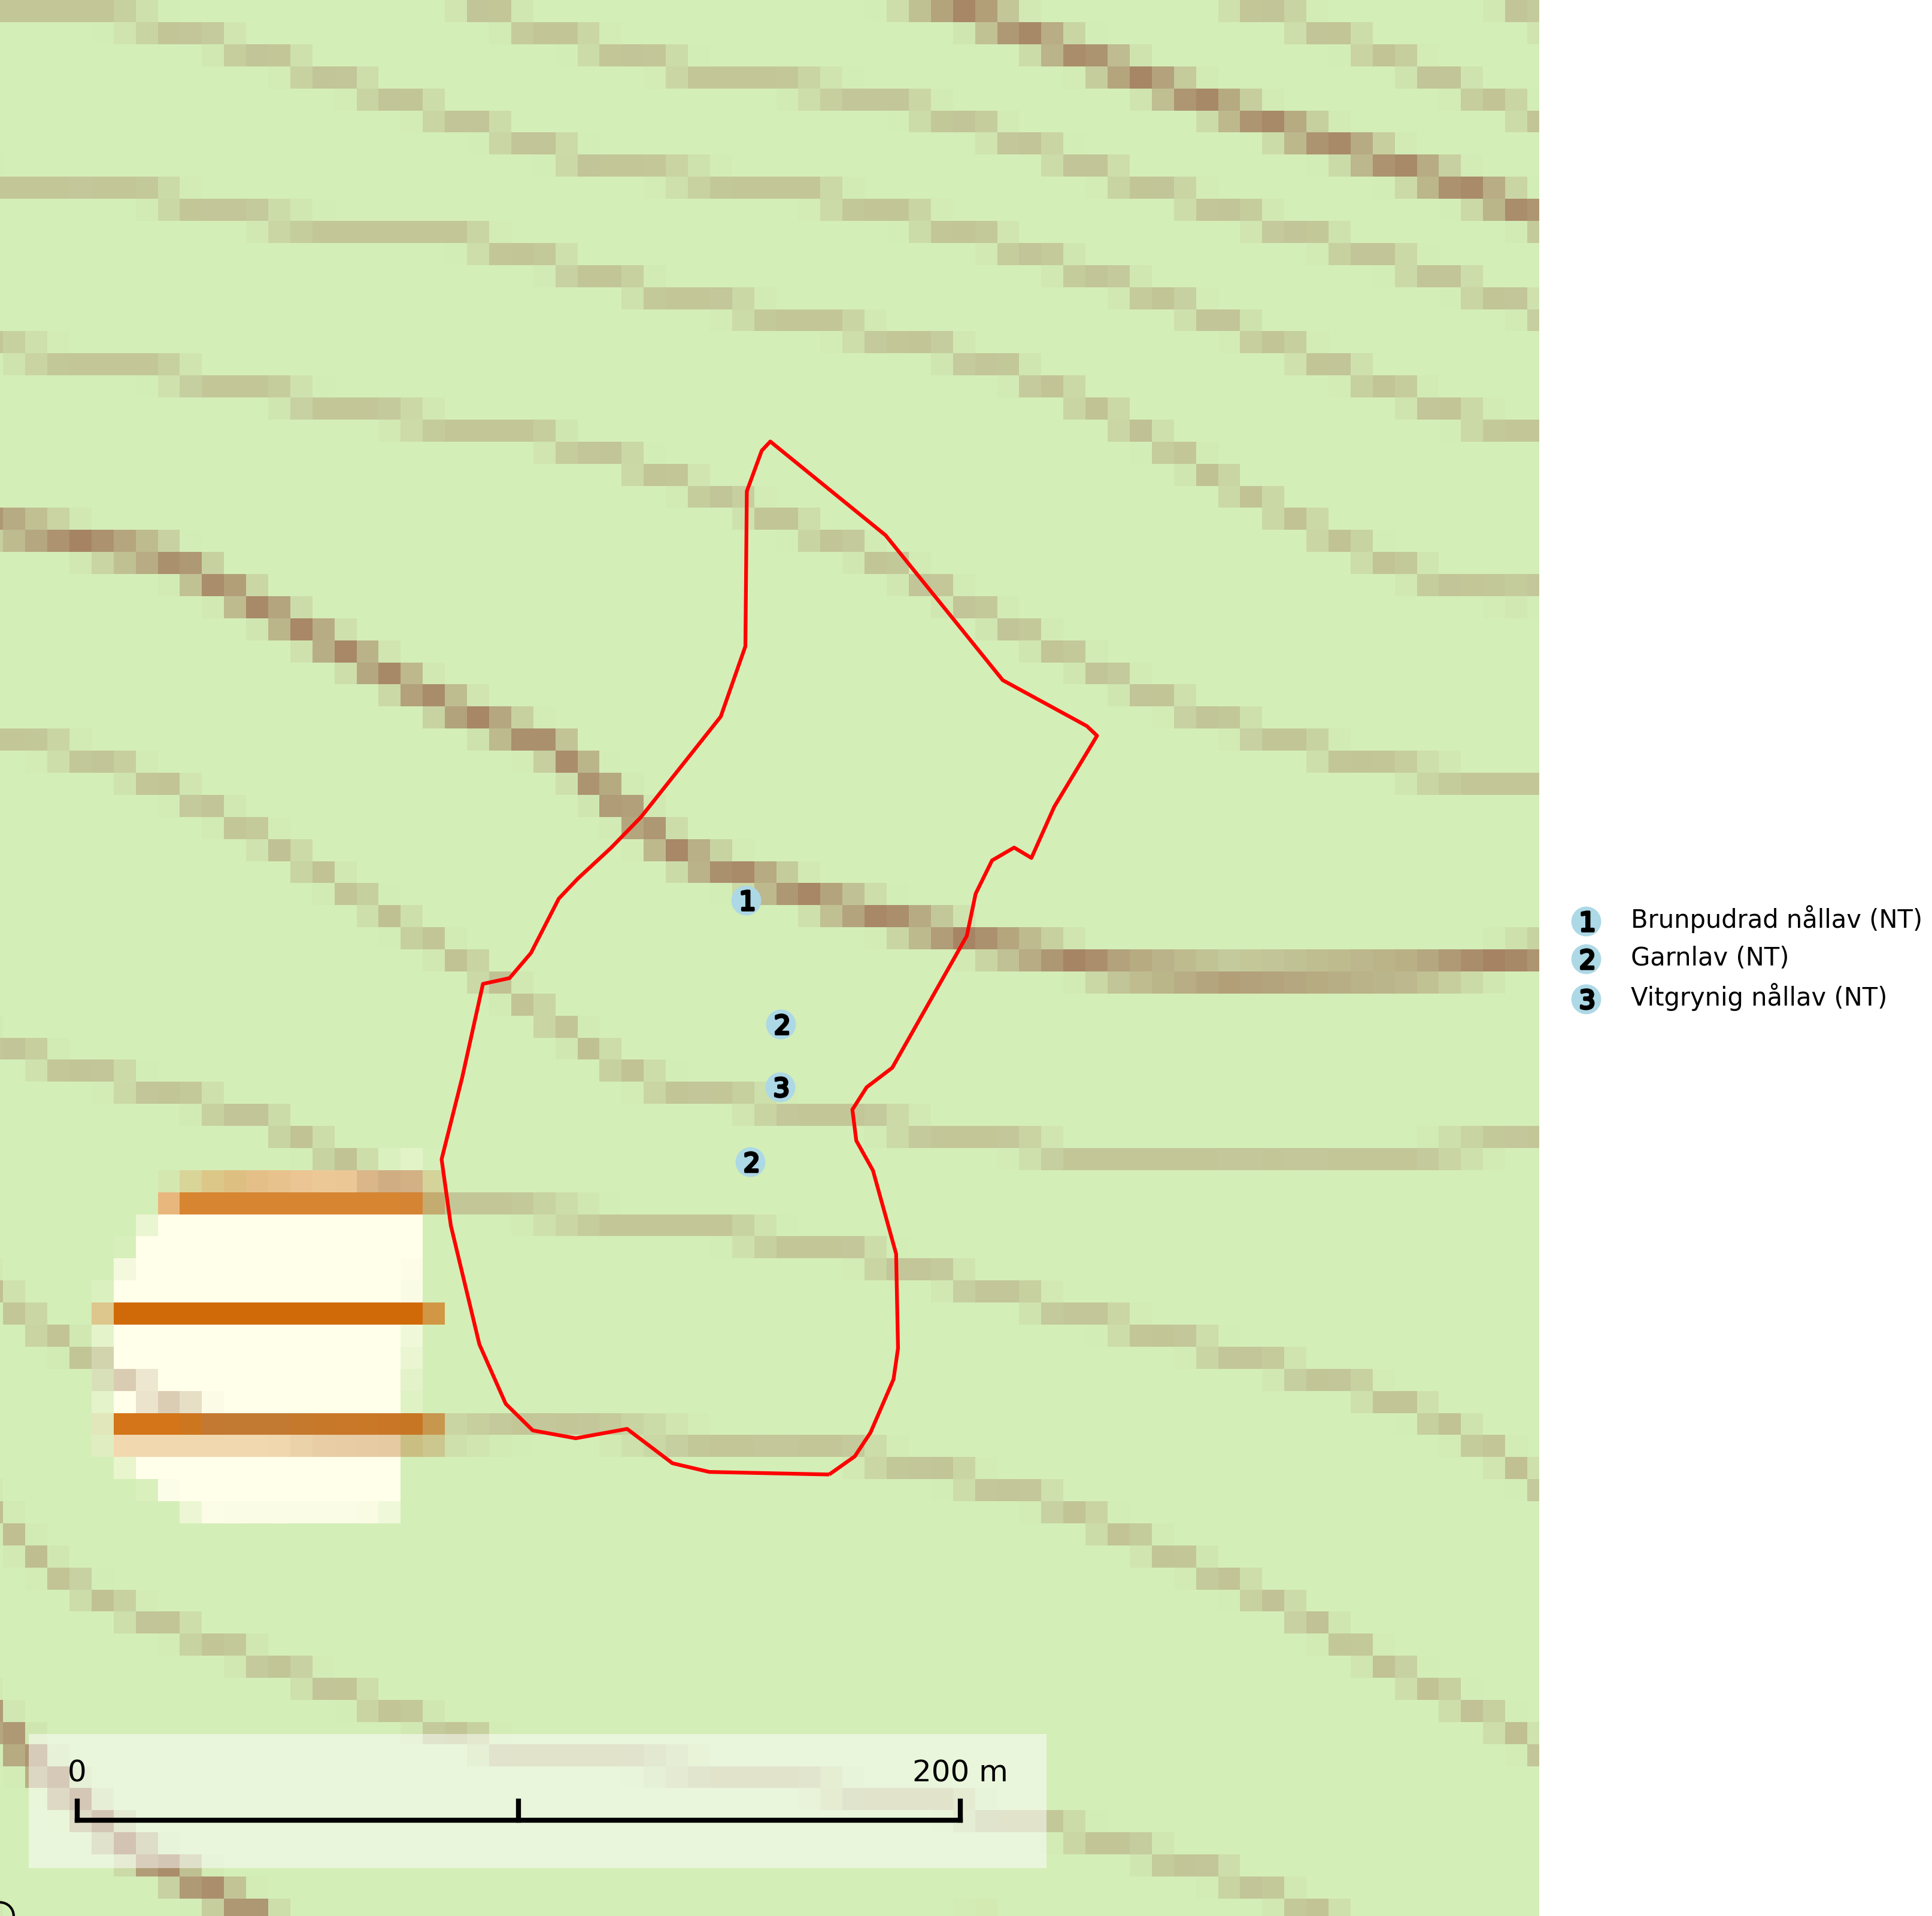 1
2
3
2
1 Brunpudrad nållav (NT)
2 Garnlav (NT)
3 Vitgrynig nållav (NT)
0 200 m